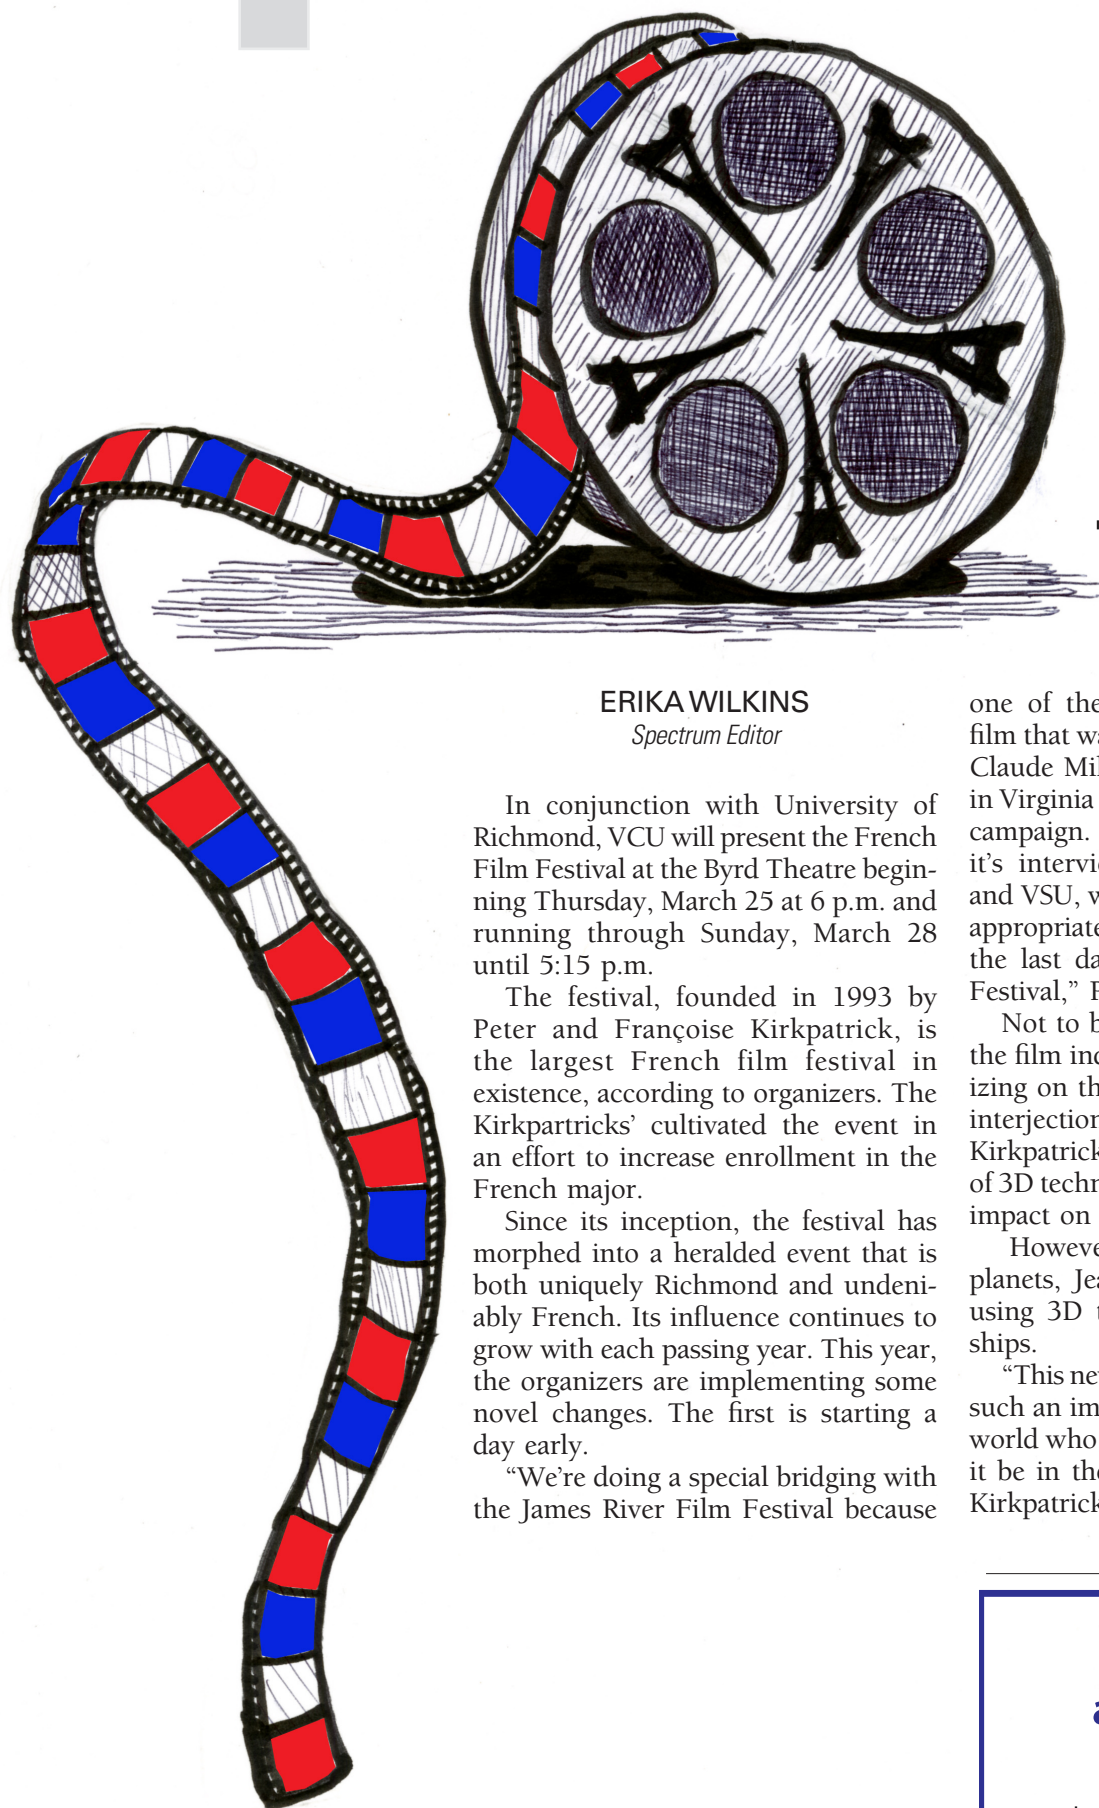 ERIKA WILKINS
Spectrum Editor
In conjunction with University of
Richmond, VCU will present the French
Film Festival at the Byrd Theatre begin-
ning Thursday, March 25 at 6 p.m. and
running through Sunday, March 28
until 5:15 p.m.
The festival, founded in 1993 by
Peter and Françoise Kirkpatrick, is
the largest French film festival in
existence, according to organizers. The
Kirkpartricks’ cultivated the event in
an effort to increase enrollment in the
French major.
Since its inception, the festival has
morphed into a heralded event that is
both uniquely Richmond and undeni-
ably French. Its influence continues to
grow with each passing year. This year,
the organizers are implementing some
novel changes. The first is starting a
day early.
“We’re doing a special bridging with
the James River Film Festival because
one of the
film that wa
Claude Mil
in Virginia
campaign.
it’s intervi
and VSU, w
appropriate
the last da
Festival,” F
Not to b
the film ind
izing on th
interjection
Kirkpatrick
of 3D techn
impact on
Howeve
planets, Jea
using 3D t
ships.
“This nev
such an im
world who
it be in the
Kirkpatrick
a